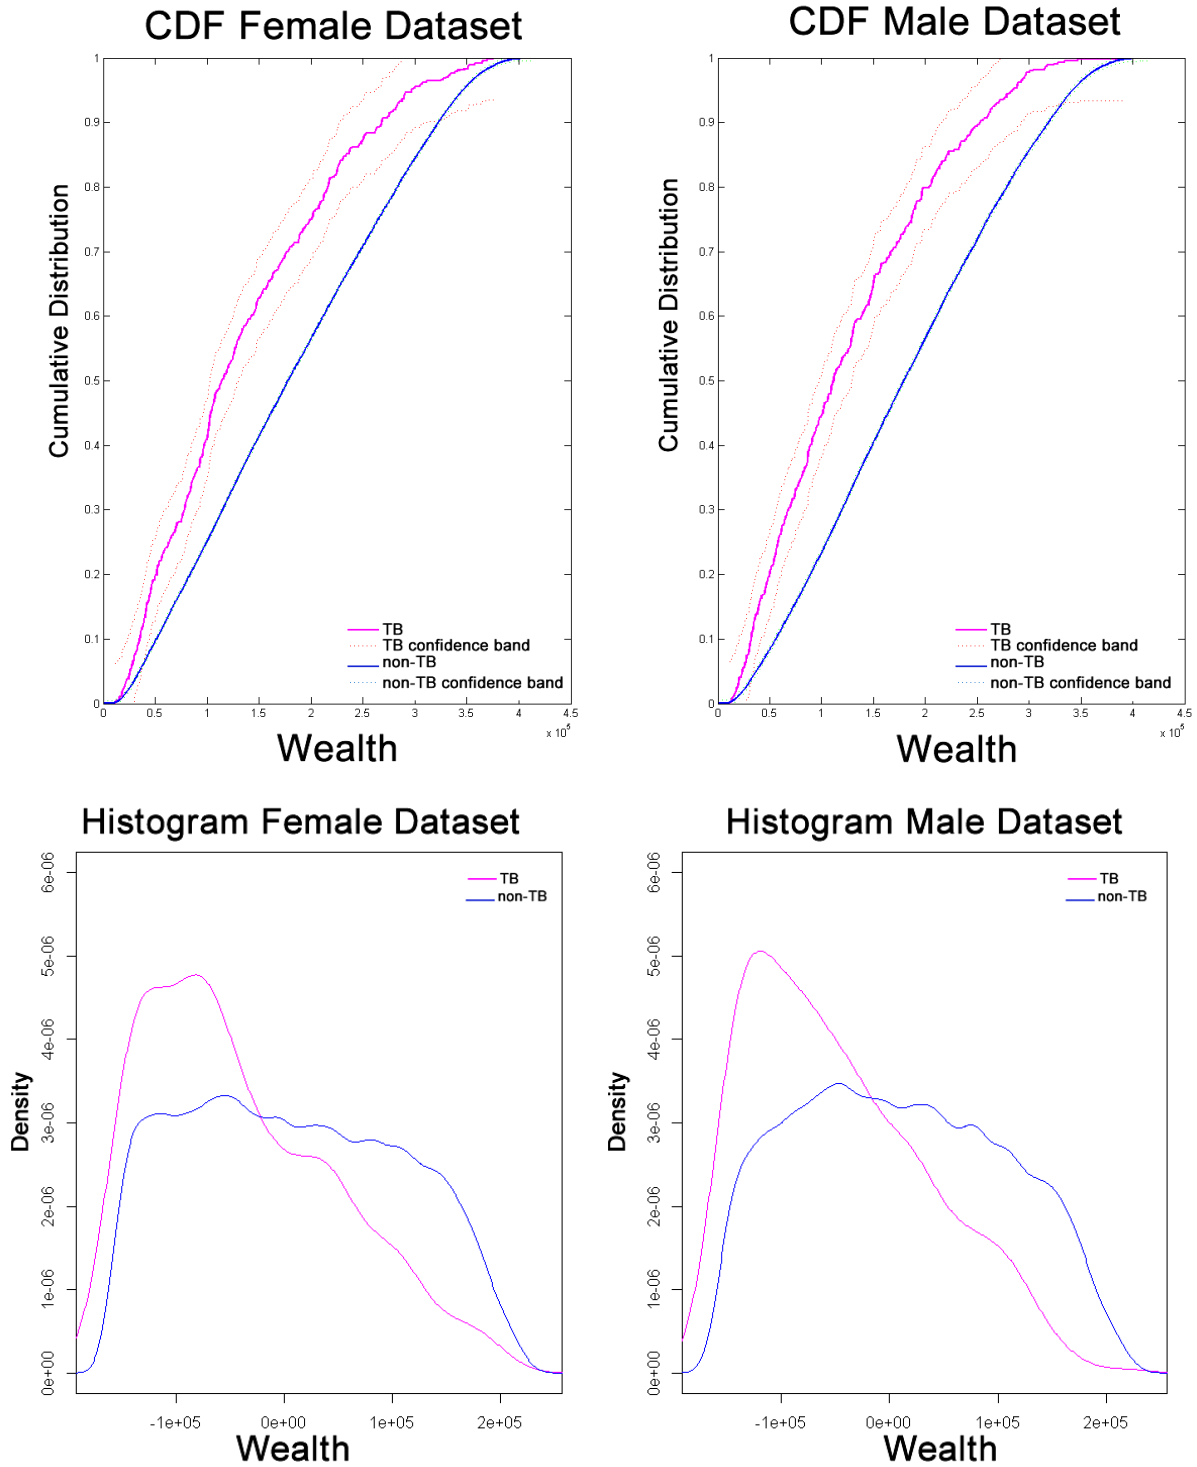 CDF Female Dataset
CDF Male Dataset
Cumulative Distribution
1
0.9
0.8
0.7
0.6
0.5
0.4
0.3
0.2
0.1
0
TB
TB confidence band
non-TB
non-TB confidence band
0 0.5 1 1.5 2 2.5 3 3.5 4 4.5
x 10⁵
Wealth
Cumulative Distribution
1
0.9
0.8
0.7
0.6
0.5
0.4
0.3
0.2
0.1
0
TB
TB confidence band
non-TB
non-TB confidence band
0 0.5 1 1.5 2 2.5 3 3.5 4 4.5
x 10⁵
Wealth
Histogram Female Dataset
Histogram Male Dataset
Density
6e-06
5e-06
4e-06
3e-06
2e-06
1e-06
0e+00
TB
non-TB
-1e+05 0e+00 1e+05 2e+05
Wealth
Density
6e-06
5e-06
4e-06
3e-06
2e-06
1e-06
0e+00
TB
non-TB
-1e+05 0e+00 1e+05 2e+05
Wealth